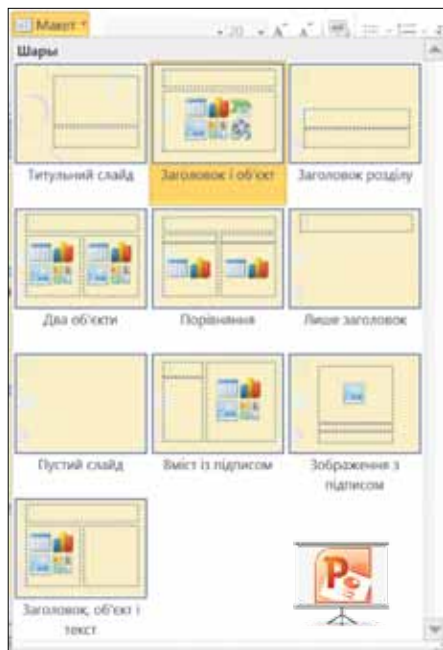 Макет
20
Шары
Титульний слайд
Заголовок і об'єкт
Заголовок розділу
Два об'єкти
Порівняння
Лише заголовок
Пустий слайд
Вміст із підписом
Зображення з
підписом
Заголовок, об'єкт і
текст
P